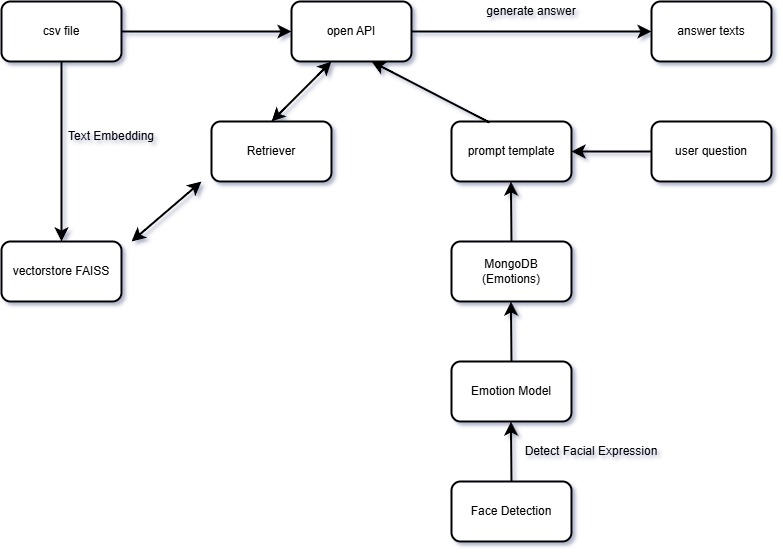 generate answer
csv file
open API
answer texts
Text Embedding
Retriever
prompt template
user question
vectorstore FAISS
MongoDB
(Emotions)
Emotion Model
Detect Facial Expression
Face Detection